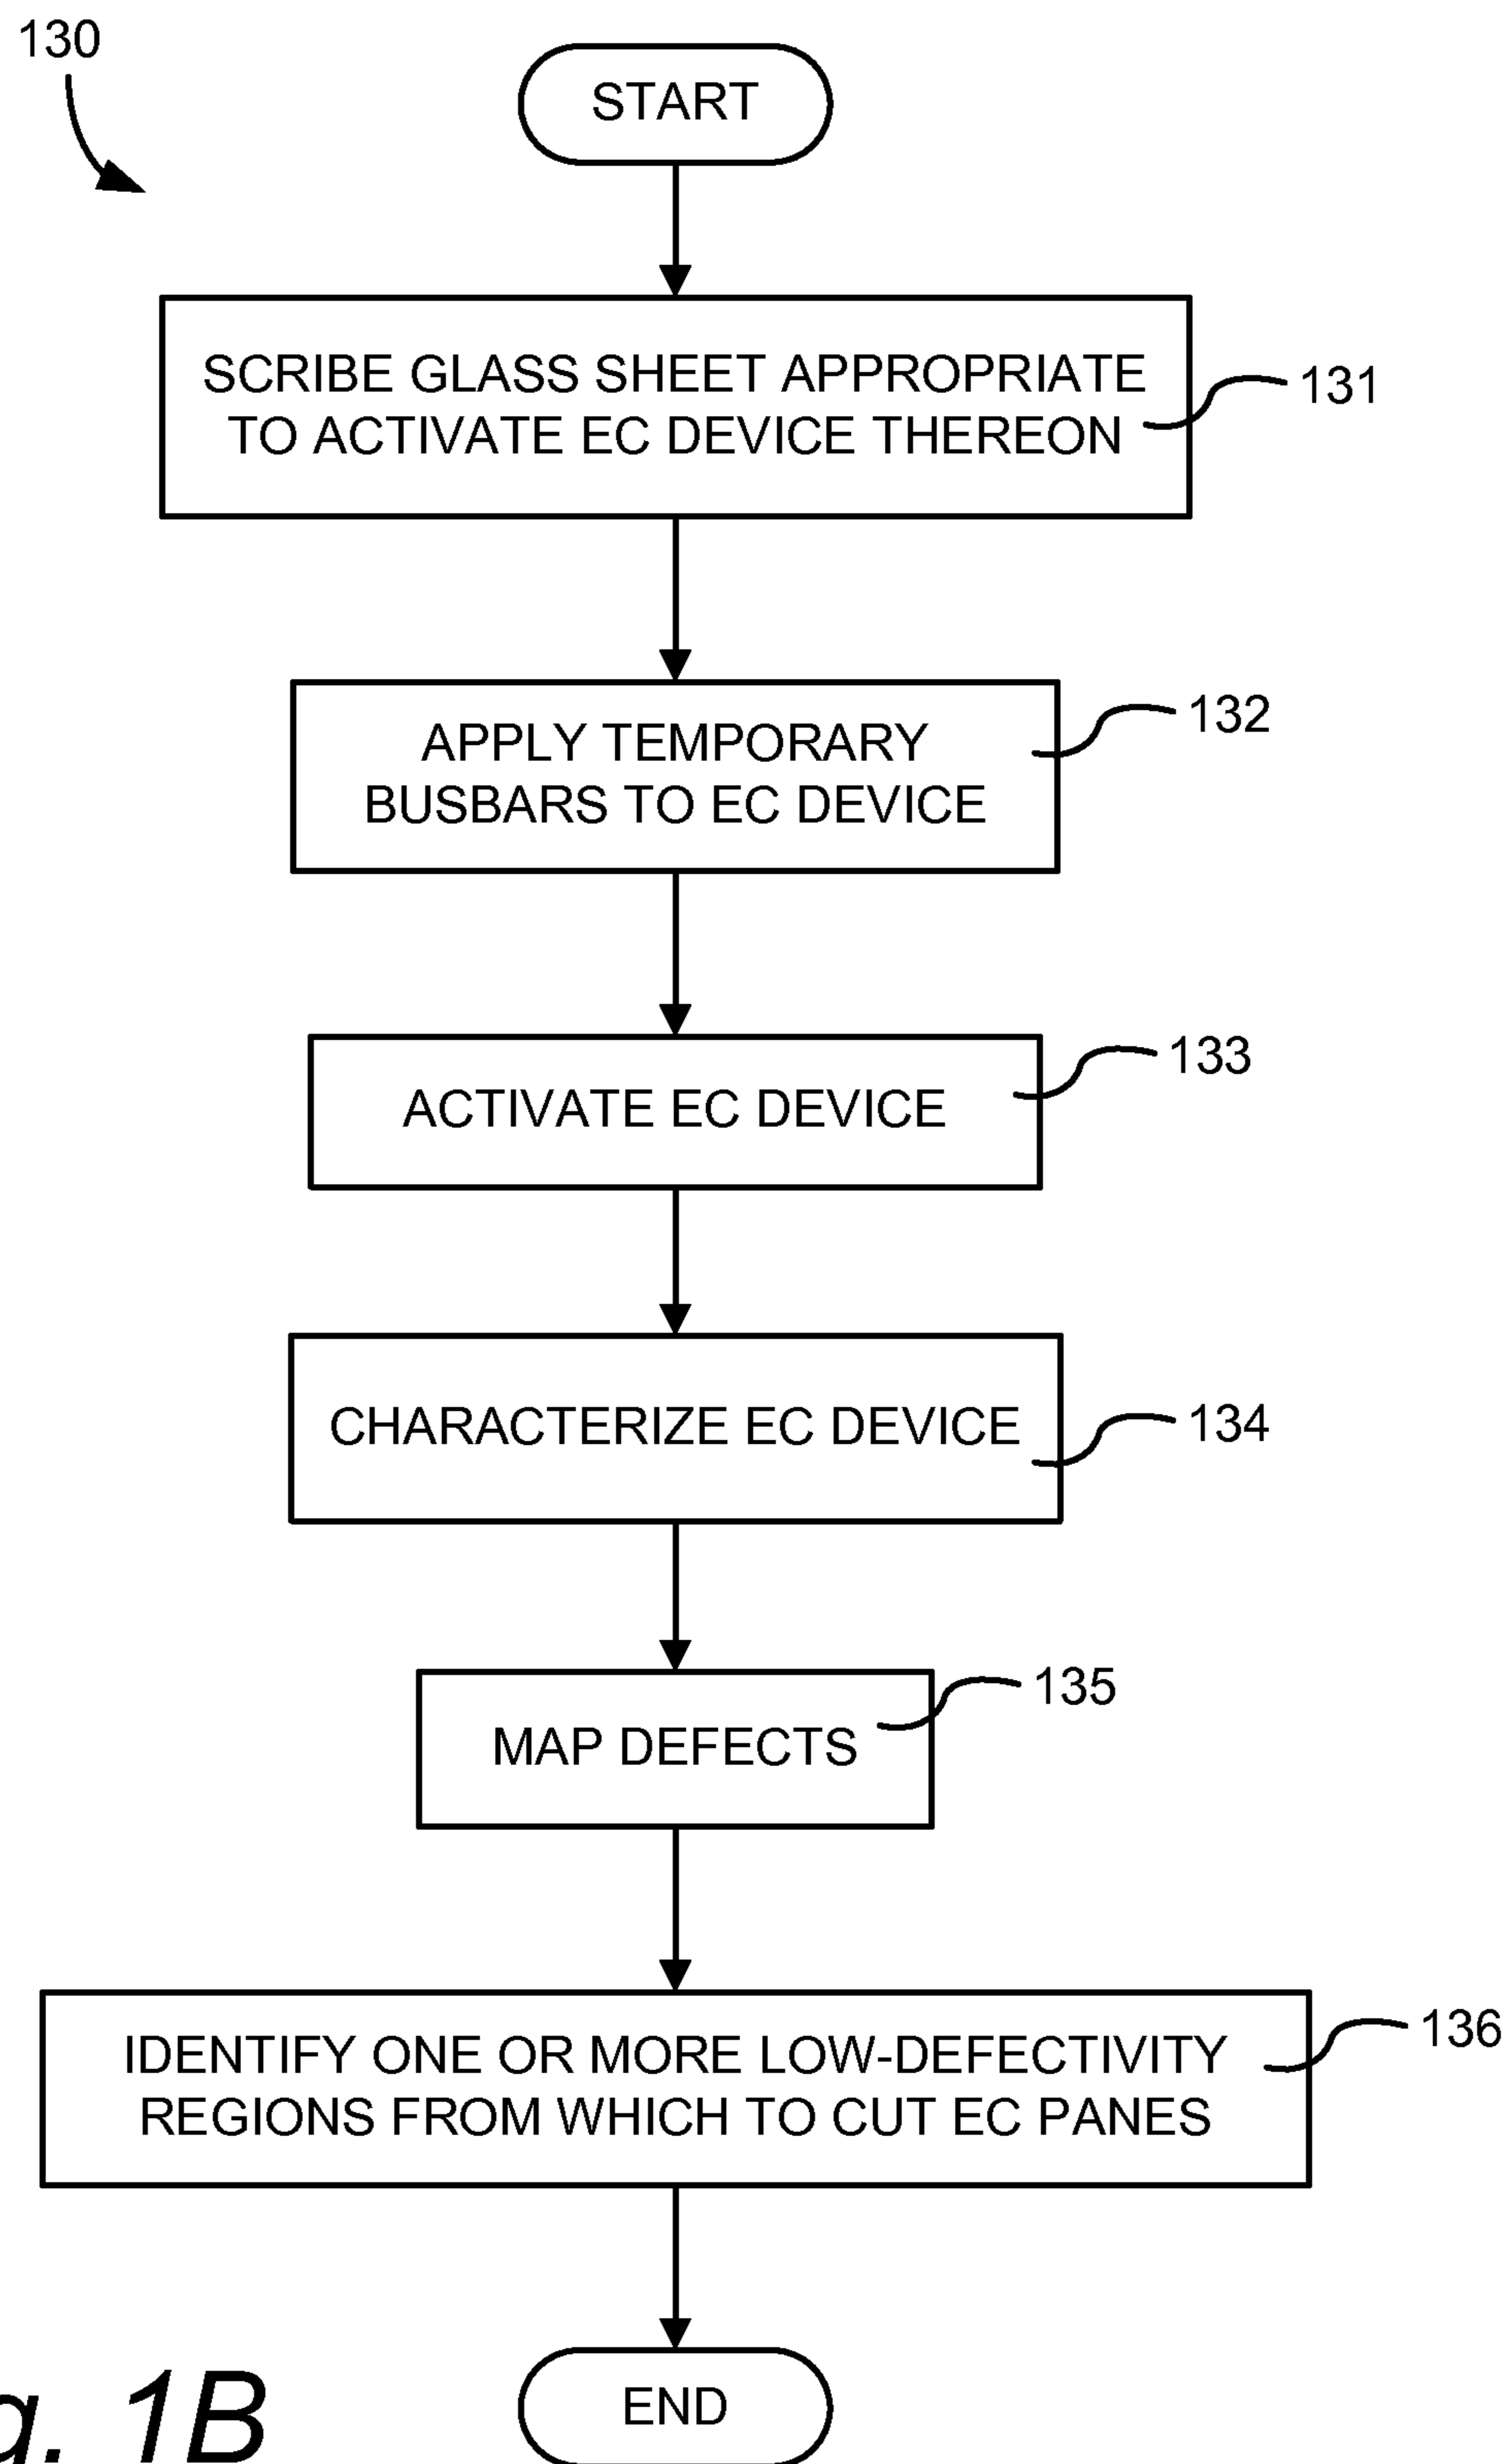 130
START
SCRIBE GLASS SHEET APPROPRIATE
TO ACTIVATE EC DEVICE THEREON
131
APPLY TEMPORARY
BUSBARS TO EC DEVICE
132
ACTIVATE EC DEVICE
133
CHARACTERIZE EC DEVICE
134
MAP DEFECTS
135
IDENTIFY ONE OR MORE LOW-DEFECTIVITY
REGIONS FROM WHICH TO CUT EC PANES
136
END
g. 1B